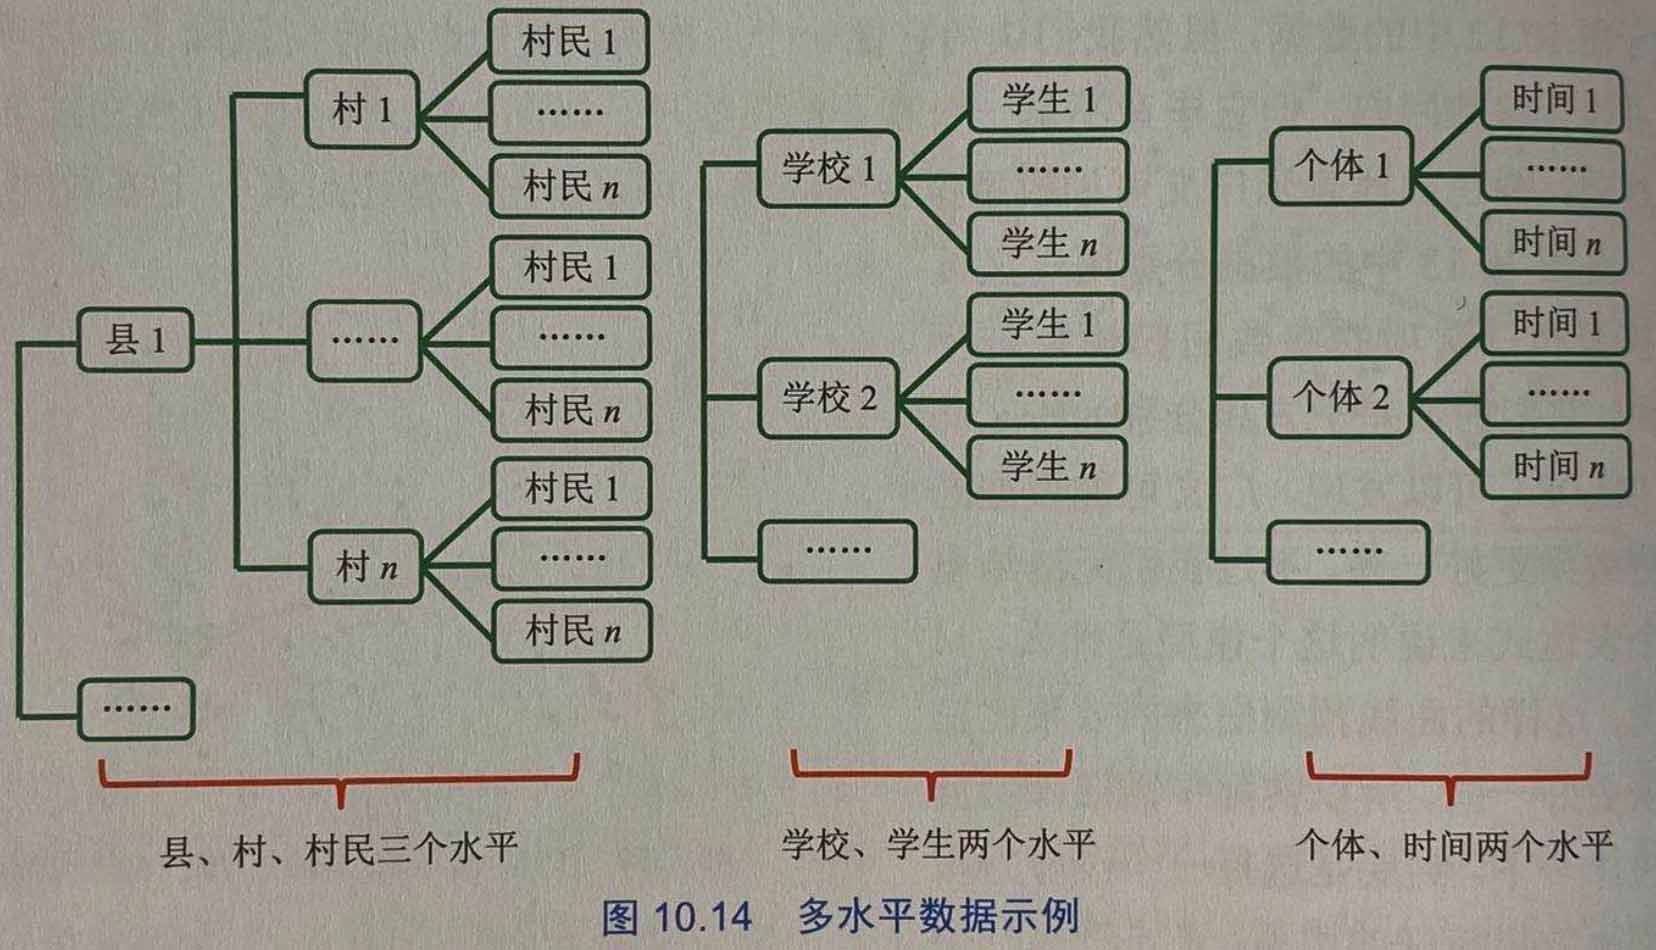 村民 1
村 1
……
村民 n
村民 1
县 1
……
……
村民 n
村民 1
村 n
……
村民 n
……
县、村、村民三个水平
学生 1
学校 1
……
学生 n
学生 1
学校 2
……
学生 n
……
学校、学生两个水平
时间 1
个体 1
……
时间 n
时间 1
个体 2
……
时间 n
……
个体、时间两个水平
图 10.14 多水平数据示例